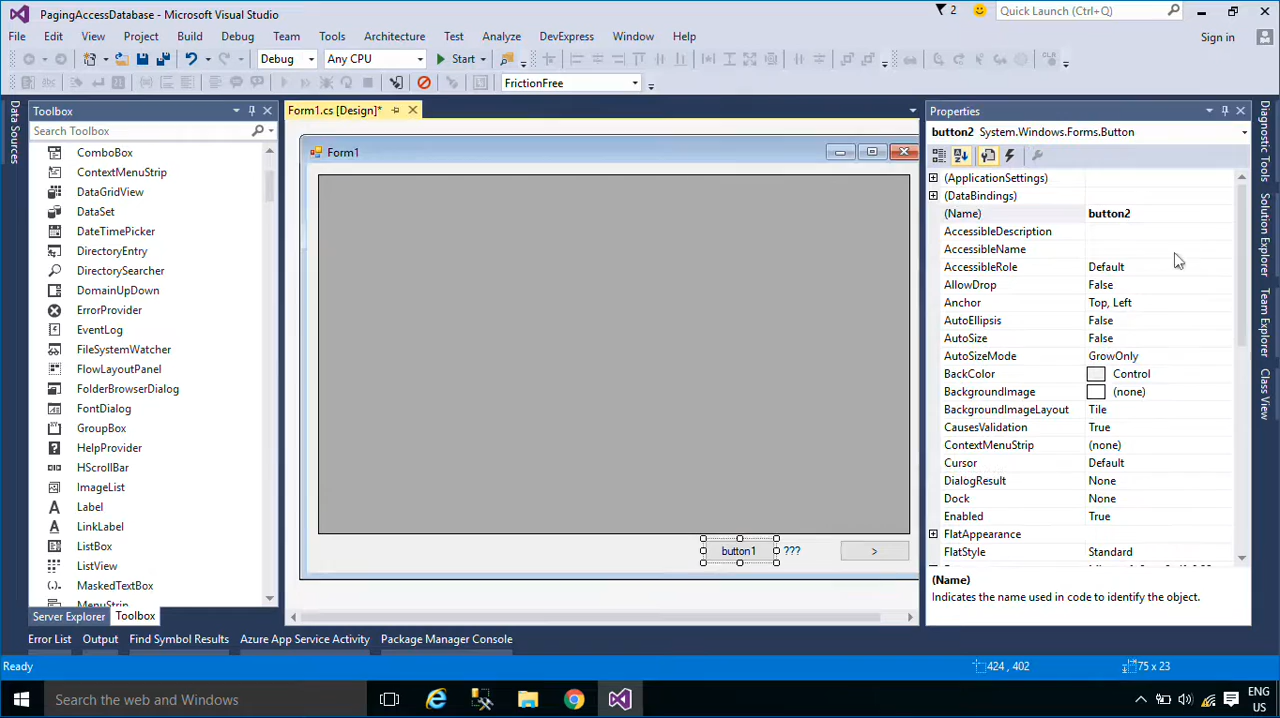 PagingAccessDatabase - Microsoft Visual Studio
2
Quick Launch (Ctrl+Q)
File Edit View Project Build Debug Team Tools Architecture Test Analyze DevExpress Window Help
Sign in
Debug Any CPU Start
FrictionFree
Data Sources
Toolbox
Search Toolbox
ComboBox
ContextMenuStrip
DataGridView
DataSet
DateTimePicker
DirectoryEntry
DirectorySearcher
DomainUpDown
ErrorProvider
EventLog
FileSystemWatcher
FlowLayoutPanel
FolderBrowserDialog
FontDialog
GroupBox
HelpProvider
HScrollBar
ImageList
Label
LinkLabel
ListBox
ListView
MaskedTextBox
MenuStrip
Server Explorer Toolbox
Form1.cs [Design]*
Form1
button1 ??? >
Properties
button2 System.Windows.Forms.Button
(ApplicationSettings)
(DataBindings)
(Name) button2
AccessibleDescription
AccessibleName
AccessibleRole Default
AllowDrop False
Anchor Top, Left
AutoEllipsis False
AutoSize False
AutoSizeMode GrowOnly
BackColor Control
BackgroundImage (none)
BackgroundImageLayout Tile
CausesValidation True
ContextMenuStrip (none)
Cursor Default
DialogResult None
Dock None
Enabled True
FlatAppearance
FlatStyle Standard
(Name)
Indicates the name used in code to identify the object.
Diagnostic Tools
Solution Explorer
Team Explorer
Class View
Error List Output Find Symbol Results Azure App Service Activity Package Manager Console
Ready 424 , 402 75 x 23
Search the web and Windows
ENG
US